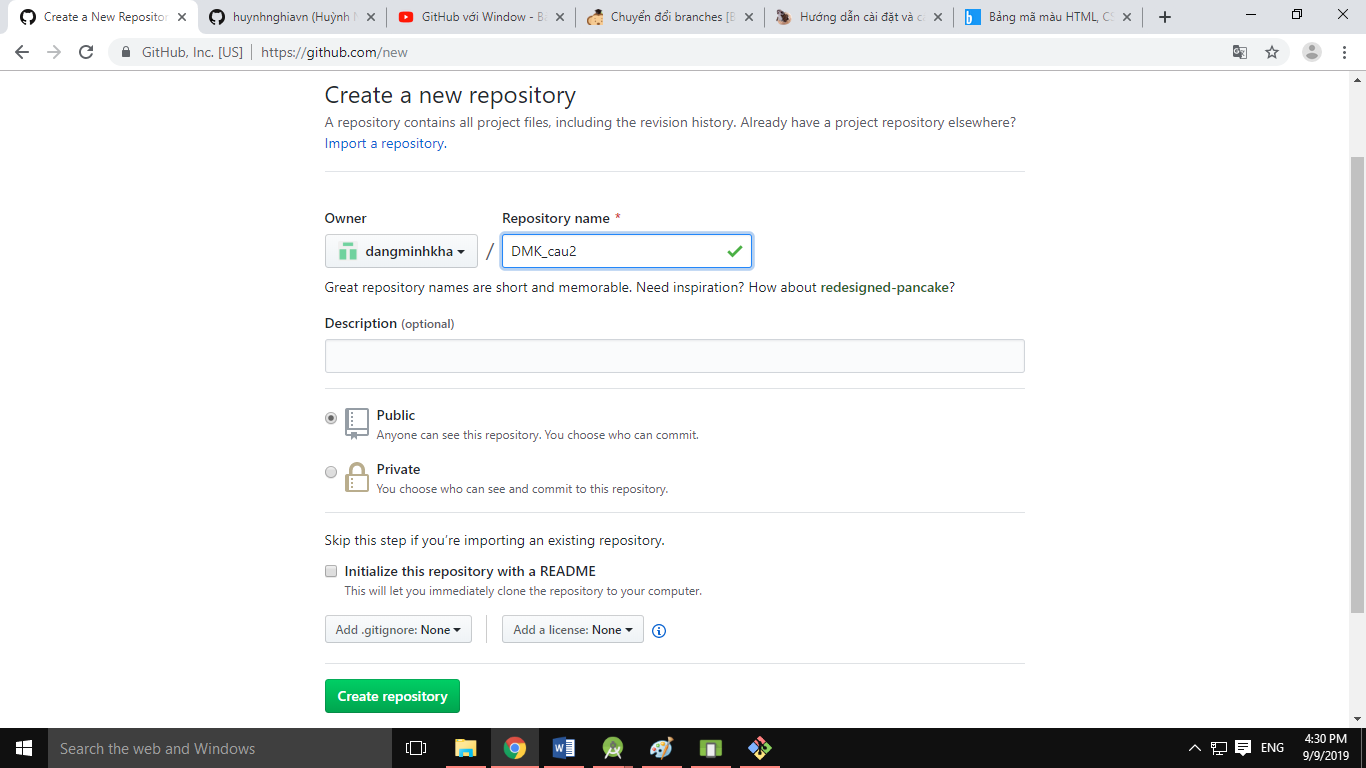 Create a New Repositor
huynhnghiavn (Huỳnh
GitHub với Window - B
Chuyển đổi branches [
Hướng dẫn cài đặt và c
Bảng mã màu HTML, CS
GitHub, Inc. [US] https://github.com/new
Create a new repository
A repository contains all project files, including the revision history. Already have a project repository elsewhere?
Import a repository.
Owner Repository name *
dangminhkha / DMK_cau2
Great repository names are short and memorable. Need inspiration? How about redesigned-pancake?
Description (optional)
Public
Anyone can see this repository. You choose who can commit.
Private
You choose who can see and commit to this repository.
Skip this step if you're importing an existing repository.
Initialize this repository with a README
This will let you immediately clone the repository to your computer.
Add .gitignore: None Add a license: None
Create repository
Search the web and Windows
ENG
4:30 PM
9/9/2019